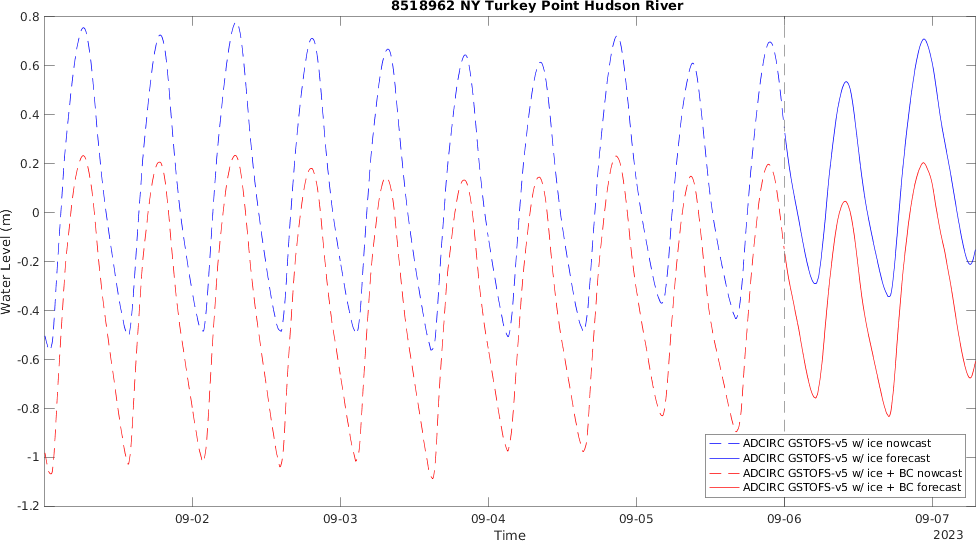 8518962 NY Turkey Point Hudson River
0.8
0.6
0.4
0.2
0
-0.2
-0.4
-0.6
-0.8
-1
-1.2
Water Level (m)
ADCIRC GSTOFS-v5 w/ ice nowcast
ADCIRC GSTOFS-v5 w/ ice forecast
ADCIRC GSTOFS-v5 w/ ice + BC nowcast
ADCIRC GSTOFS-v5 w/ ice + BC forecast
09-02 09-03 09-04 09-05 09-06 09-07
Time
2023